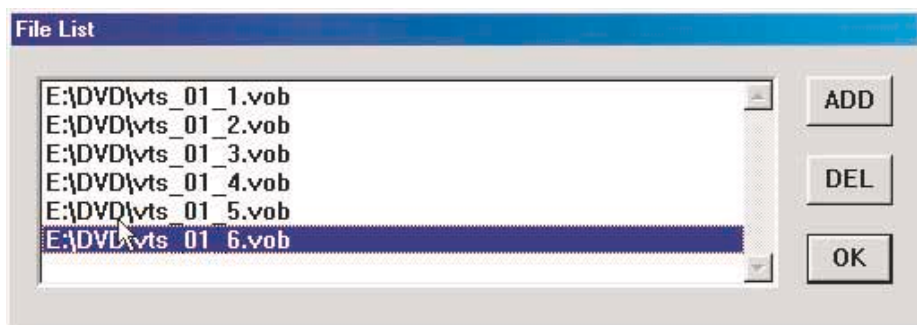 File List
E:\DVD\vts_01_1.vob
E:\DVD\vts_01_2.vob
E:\DVD\vts_01_3.vob
E:\DVD\vts_01_4.vob
E:\DVD\vts_01_5.vob
E:\DVD\vts_01_6.vob
ADD
DEL
OK